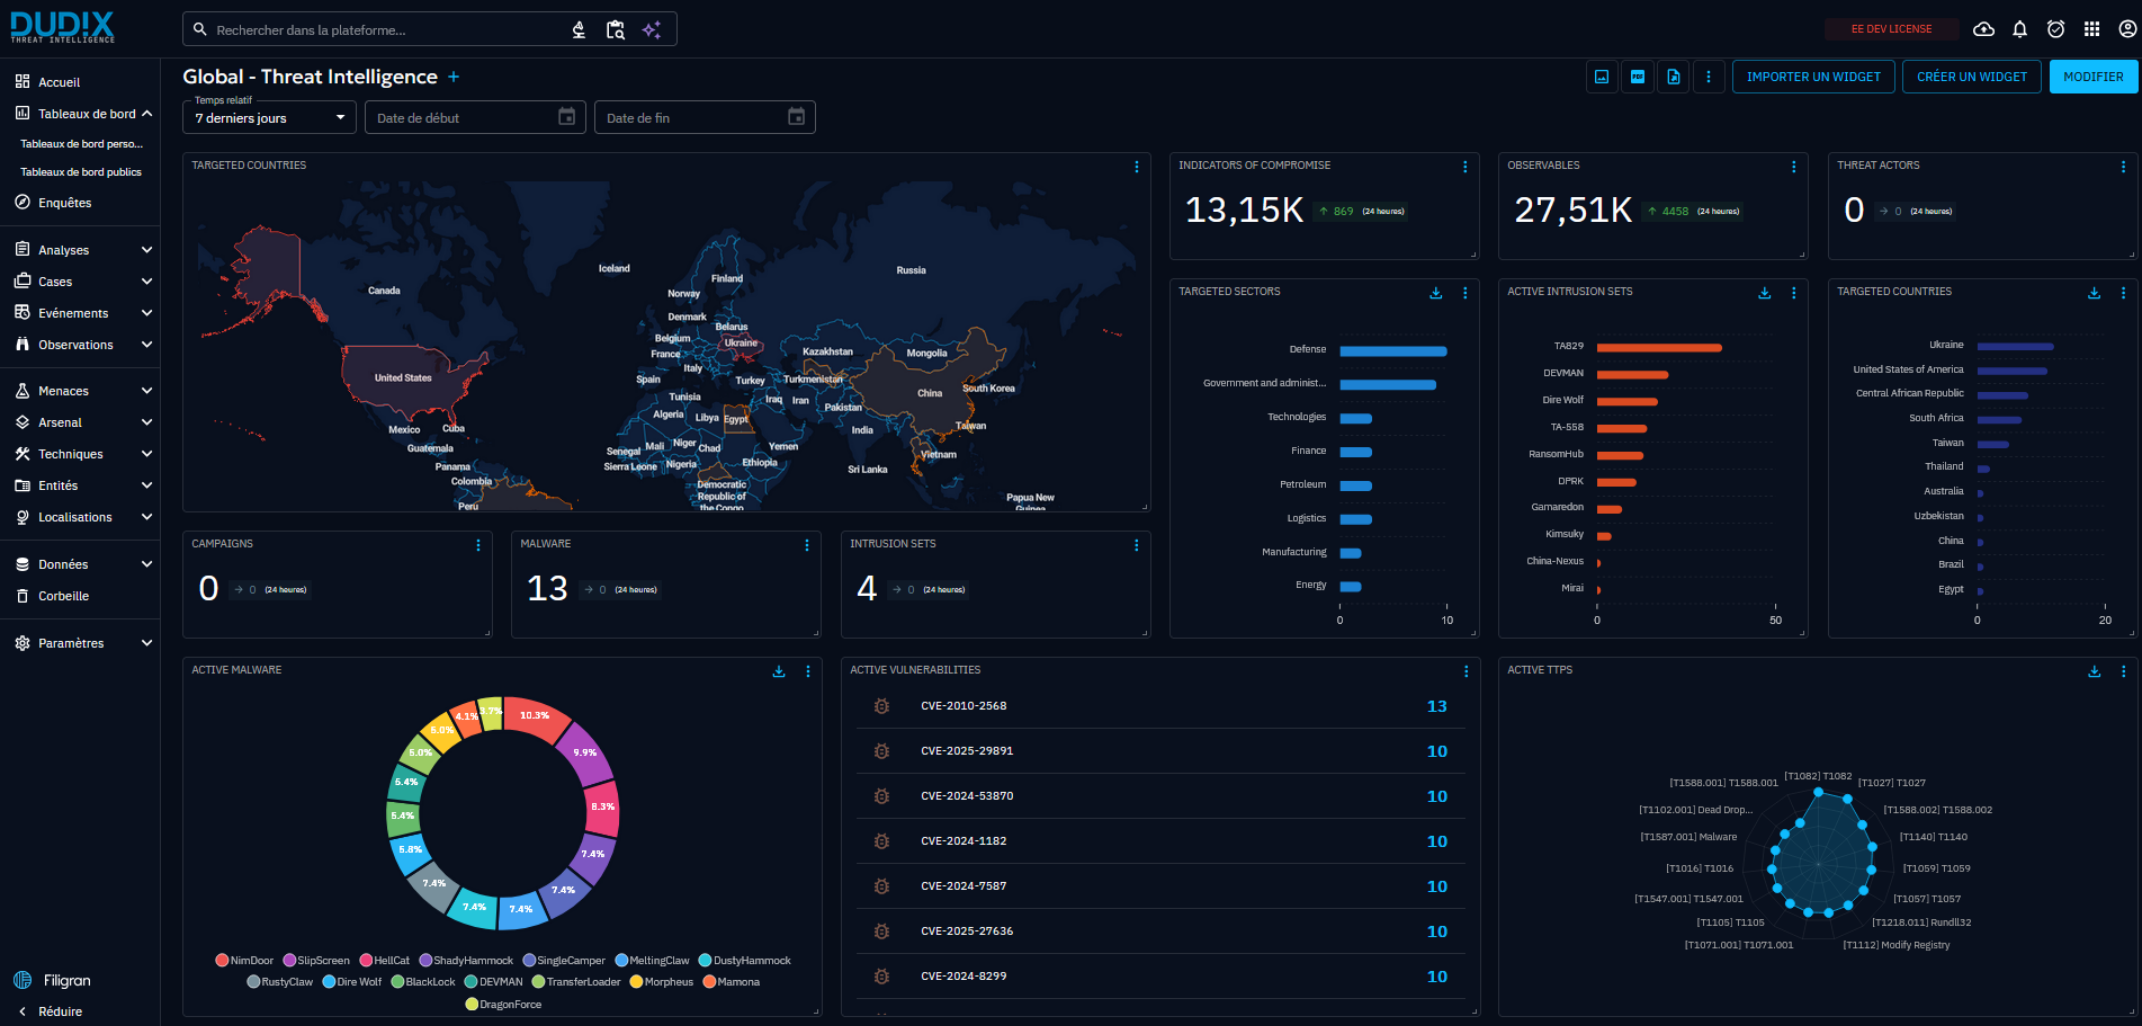 DUDIX
THREAT INTELLIGENCE
Rechercher dans la plateforme...
EE DEV LICENSE
Accueil
Tableaux de bord
Tableaux de bord perso...
Tableaux de bord publics
Enquêtes
Analyses
Cases
Evénements
Observations
Menaces
Arsenal
Techniques
Entités
Localisations
Données
Corbeille
Paramètres
Filigran
Réduire
Global - Threat Intelligence +
PDF
IMPORTER UN WIDGET
CRÉER UN WIDGET
MODIFIER
Temps relatif
7 derniers jours
Date de début
Date de fin
TARGETED COUNTRIES
Iceland
Russia
Canada
Finland
Norway
Denmark
Belarus
Belgium
Ukraine
France
Kazakhstan
Mongolia
Italy
United States
Spain
Turkey
Turkmenistan
South Korea
China
Tunisia
Iraq
Iran
Pakistan
Algeria
Libya
Egypt
Mexico
Cuba
India
Taiwan
Guatemala
Senegal
Mali
Niger
Chad
Yemen
Vietnam
Panama
Sierra Leone
Nigeria
Ethiopia
Sri Lanka
Colombia
Democratic
Republic of
the Congo
Peru
Papua New
Guinea
INDICATORS OF COMPROMISE
13,15K
869 (24 heures)
OBSERVABLES
27,51K
4458 (24 heures)
THREAT ACTORS
0
0 (24 heures)
TARGETED SECTORS
Defense
Government and administ...
Technologies
Finance
Petroleum
Logistics
Manufacturing
Energy
0 10
ACTIVE INTRUSION SETS
TA829
DEVMAN
Dire Wolf
TA-558
RansomHub
DPRK
Gamaredon
Kimsuky
China-Nexus
Mirai
0 50
TARGETED COUNTRIES
Ukraine
United States of America
Central African Republic
South Africa
Taiwan
Thailand
Australia
Uzbekistan
China
Brazil
Egypt
0 20
CAMPAIGNS
0
0 (24 heures)
MALWARE
13
0 (24 heures)
INTRUSION SETS
4
0 (24 heures)
ACTIVE MALWARE
10.3%
9.9%
8.3%
7.4%
7.4%
7.4%
7.4%
7.4%
5.8%
5.4%
5.4%
5.0%
5.0%
4.1%
3.7%
NimDoor SlipScreen HellCat ShadyHammock SingleCamper MeltingClaw DustyHammock
RustyClaw Dire Wolf BlackLock DEVMAN TransferLoader Morpheus Mamona
DragonForce
ACTIVE VULNERABILITIES
CVE-2010-2568 13
CVE-2025-29891 10
CVE-2024-53870 10
CVE-2024-1182 10
CVE-2024-7587 10
CVE-2025-27636 10
CVE-2024-8299 10
ACTIVE TTPS
[T1082] T1082
[T1588.001] T1588.001
[T1027] T1027
[T1102.001] Dead Drop...
[T1588.002] T1588.002
[T1587.001] Malware
[T1140] T1140
[T1016] T1016
[T1059] T1059
[T1547.001] T1547.001
[T1057] T1057
[T1105] T1105
[T1218.011] Rundll32
[T1071.001] T1071.001
[T1112] Modify Registry